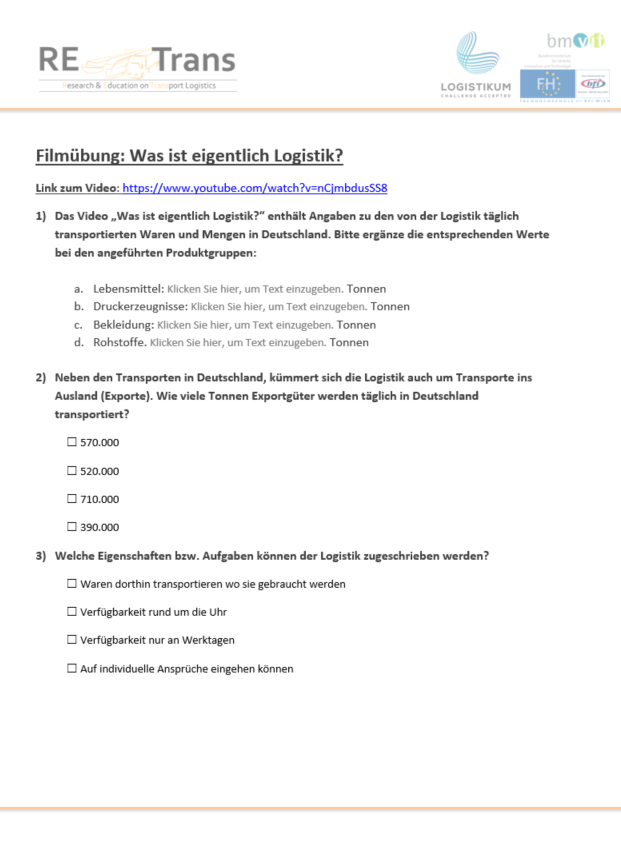 RE Trans
Research & Education on Transport Logistics
LOGISTIKUM
CHALLENGE ACCEPTED
bmvit
FH
bfi
Filmübung: Was ist eigentlich Logistik?
Link zum Video: https://www.youtube.com/watch?v=nCjmbdusSS8
1) Das Video „Was ist eigentlich Logistik?“ enthält Angaben zu den von der Logistik täglich
transportierten Waren und Mengen in Deutschland. Bitte ergänze die entsprechenden Werte
bei den angeführten Produktgruppen:
a. Lebensmittel: Klicken Sie hier, um Text einzugeben. Tonnen
b. Druckerzeugnisse: Klicken Sie hier, um Text einzugeben. Tonnen
c. Bekleidung: Klicken Sie hier, um Text einzugeben. Tonnen
d. Rohstoffe. Klicken Sie hier, um Text einzugeben. Tonnen
2) Neben den Transporten in Deutschland, kümmert sich die Logistik auch um Transporte ins
Ausland (Exporte). Wie viele Tonnen Exportgüter werden täglich in Deutschland
transportiert?
☐ 570.000
☐ 520.000
☐ 710.000
☐ 390.000
3) Welche Eigenschaften bzw. Aufgaben können der Logistik zugeschrieben werden?
☐ Waren dorthin transportieren wo sie gebraucht werden
☐ Verfügbarkeit rund um die Uhr
☐ Verfügbarkeit nur an Werktagen
☐ Auf individuelle Ansprüche eingehen können